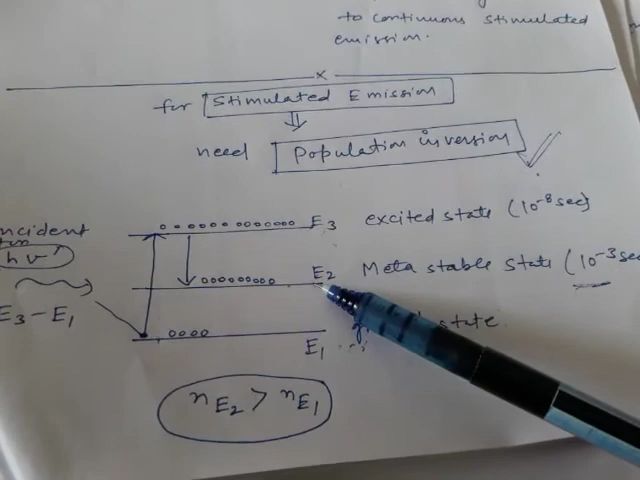 to continuous stimulated
emission.
x
for Stimulated Emission
⇓
need Population inversion
E3 excited state (10-8 sec)
incident
hν
E2 Meta stable state (10-3 sec
E3-E1
state.
E1
nE2 > nE1